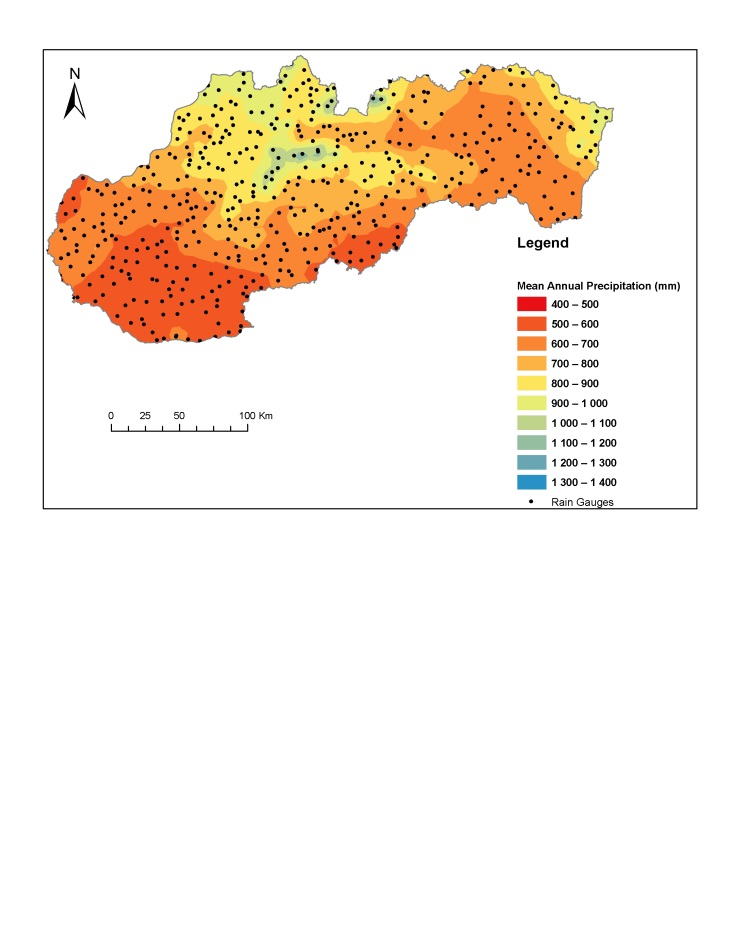 N
Legend
Mean Annual Precipitation (mm)
400 – 500
500 – 600
600 – 700
700 – 800
800 – 900
900 – 1 000
1 000 – 1 100
1 100 – 1 200
1 200 – 1 300
1 300 – 1 400
Rain Gauges
0 25 50 100 Km